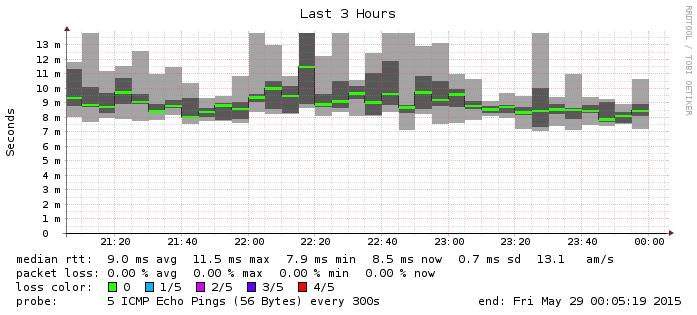 Last 3 Hours
RRDTOOL / TOBI OETIKER
Seconds
13 m
12 m
11 m
10 m
9 m
8 m
7 m
6 m
5 m
4 m
3 m
2 m
1 m
0
21:20 21:40 22:00 22:20 22:40 23:00 23:20 23:40 00:00
median rtt: 9.0 ms avg 11.5 ms max 7.9 ms min 8.5 ms now 0.7 ms sd 13.1 am/s
packet loss: 0.00 % avg 0.00 % max 0.00 % min 0.00 % now
loss color: 0 1/5 2/5 3/5 4/5
probe: 5 ICMP Echo Pings (56 Bytes) every 300s end: Fri May 29 00:05:19 2015